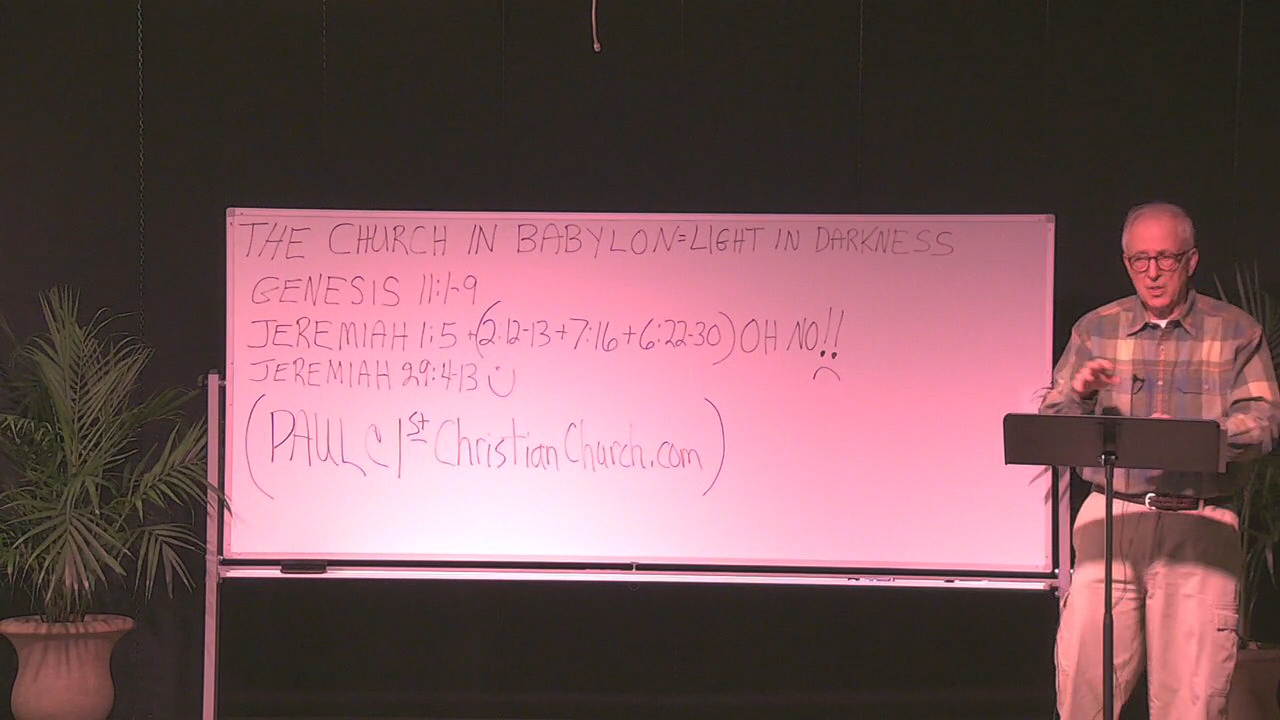 THE CHURCH IN BABYLON=LIGHT IN DARKNESS
GENESIS 11:1-9
JEREMIAH 1:5 +(2:12-13+7:16+6:22-30) OH NO!!
JEREMIAH 29:4-13
(PAUL C 1st ChristianChurch.com)